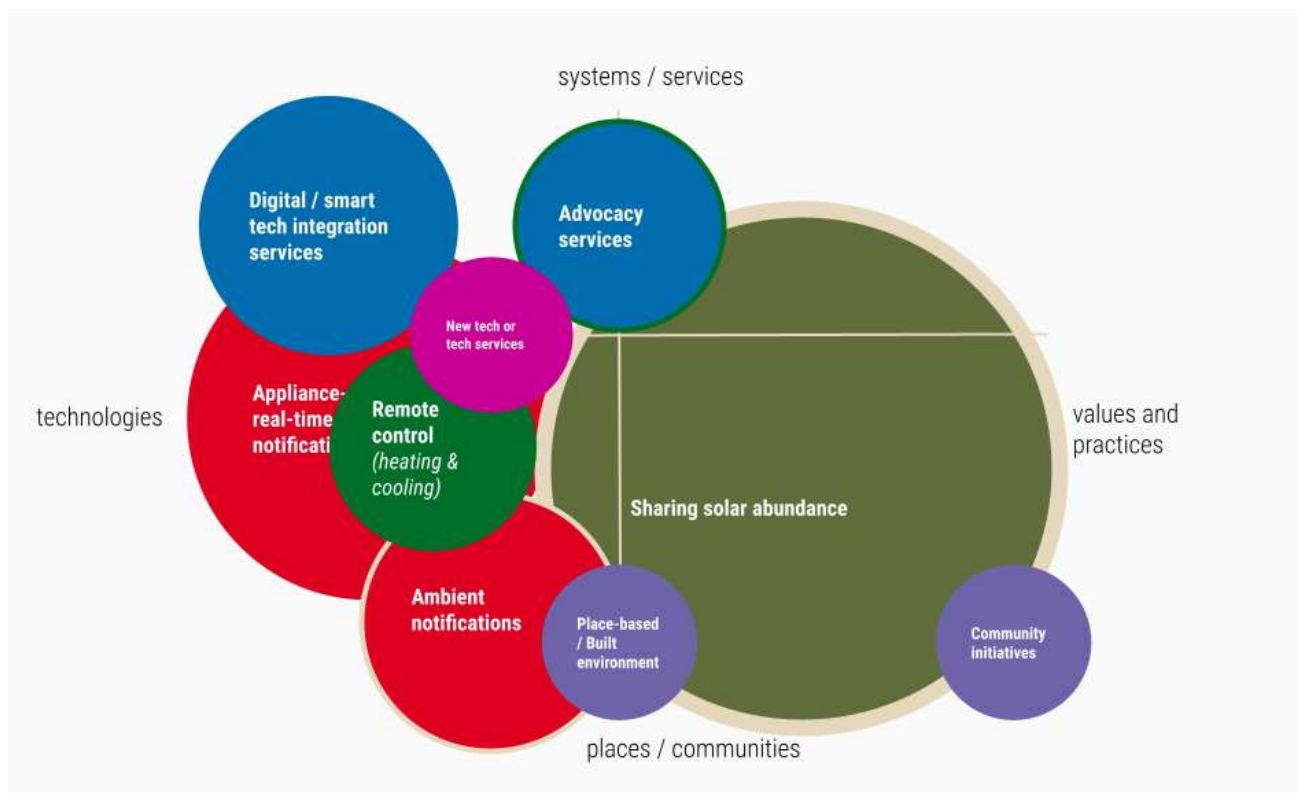 systems / services
Digital / smart
tech integration
services
Advocacy
services
New tech or
tech services
technologies
Appliance-
real-time
notificati
Remote
control
(heating &
cooling)
values and
practices
Sharing solar abundance
Ambient
notifications
Place-based
/ Built
environment
Community
initiatives
places / communities